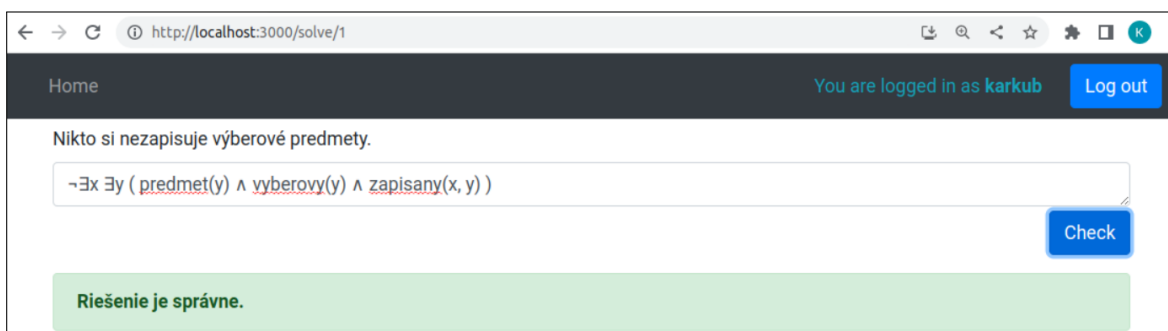 http://localhost:3000/solve/1
K
Home You are logged in as karkub Log out
Nikto si nezapisuje výberové predmety.
¬∃x ∃y ( predmet(y) ∧ vyberovy(y) ∧ zapisany(x, y) )
Check
Riešenie je správne.